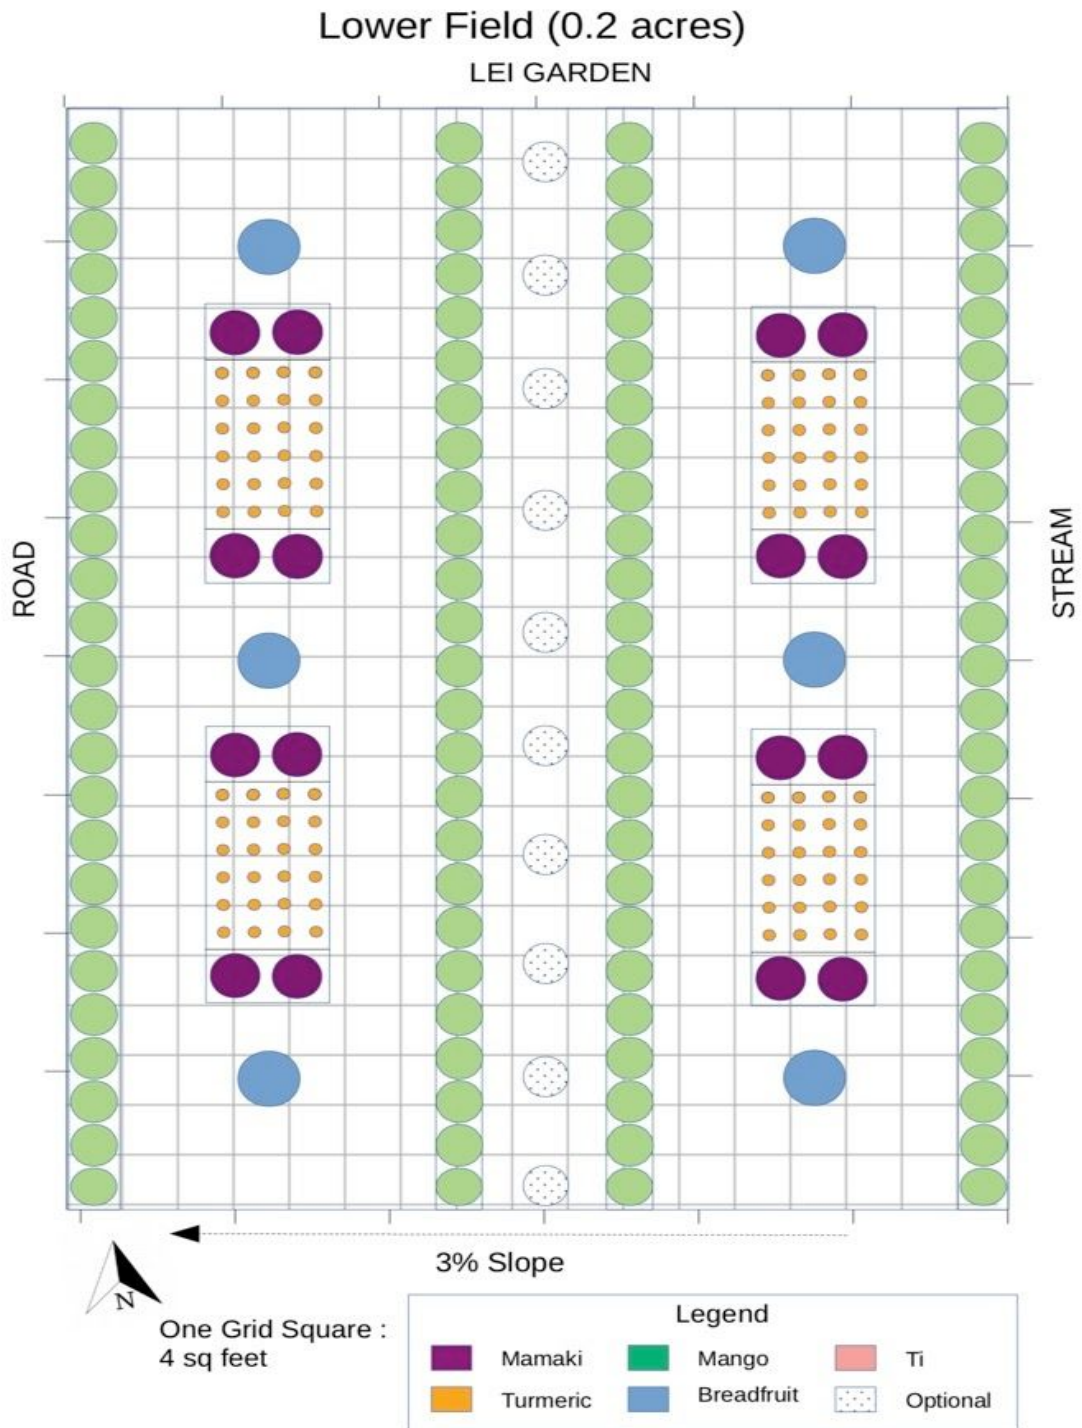 Lower Field (0.2 acres)
LEI GARDEN
ROAD
STREAM
3% Slope
N
One Grid Square :
4 sq feet
Legend
Mamaki
Mango
Ti
Turmeric
Breadfruit
Optional